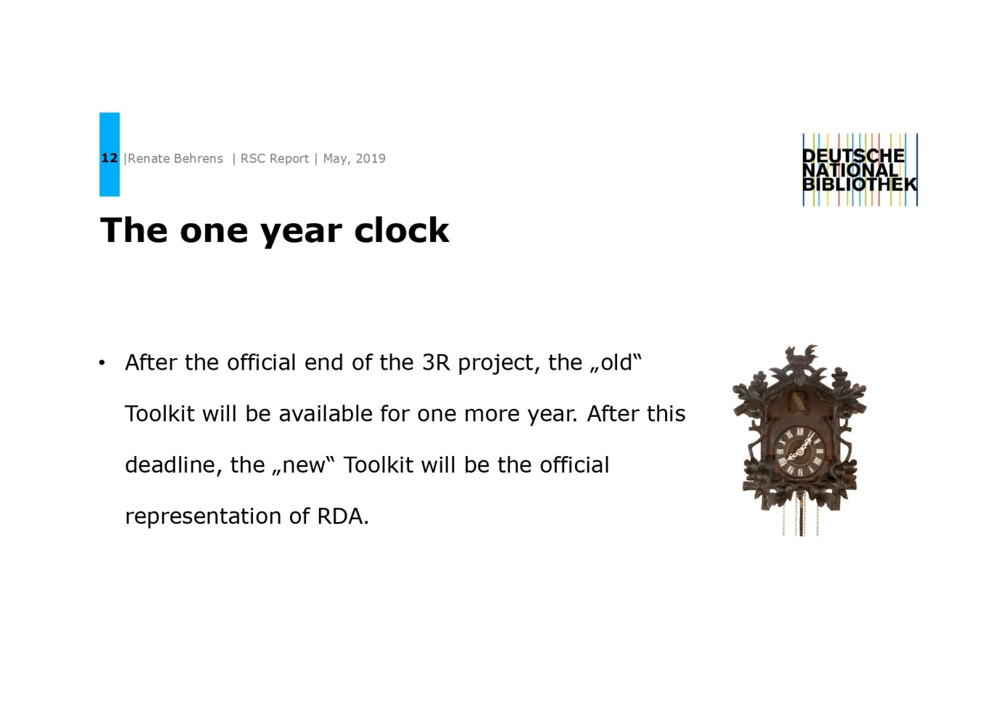 12 |Renate Behrens | RSC Report | May, 2019
DEUTSCHE
NATIONAL
BIBLIOTHEK
The one year clock
• After the official end of the 3R project, the „old“
Toolkit will be available for one more year. After this
deadline, the „new“ Toolkit will be the official
representation of RDA.